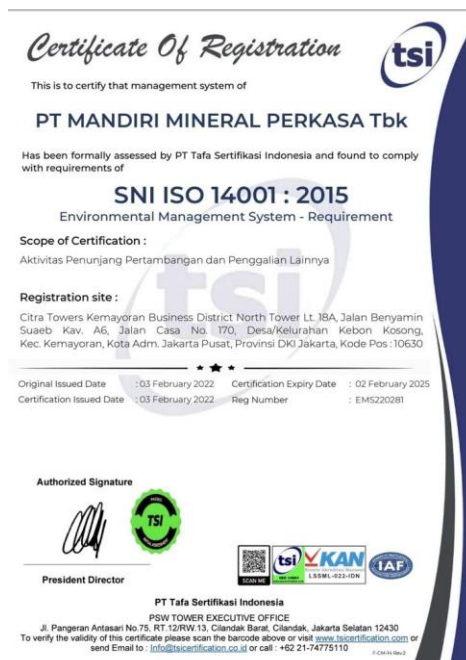 Certificate Of Registration
tsi
This is to certify that management system of
PT MANDIRI MINERAL PERKASA Tbk
Has been formally assessed by PT Tafa Sertifikasi Indonesia and found to comply
with requirements of
SNI ISO 14001 : 2015
Environmental Management System - Requirement
Scope of Certification :
Aktivitas Penunjang Pertambangan dan Penggalian Lainnya
Registration site :
Citra Towers Kemayoran Business District North Tower Lt. 18A, Jalan Benyamin
Suaeb Kav. A6, Jalan Casa No. 170, Desa/Kelurahan Kebon Kosong,
Kec. Kemayoran, Kota Adm. Jakarta Pusat, Provinsi DKI Jakarta, Kode Pos : 10630
Original Issued Date : 03 February 2022 Certification Expiry Date : 02 February 2025
Certification Issued Date : 03 February 2022 Reg Number : EMS220281
Authorized Signature
TSI
President Director
SCAN ME
tsi
KAN
LSSML-022-IDN
IAF
PT Tafa Sertifikasi Indonesia
PSW TOWER EXECUTIVE OFFICE
Jl. Pangeran Antasari No.75, RT.12/RW.13, Cilandak Barat, Cilandak, Jakarta Selatan 12430
To verify the validity of this certificate please scan the barcode above or visit www.tsicertification.com or
send Email to : Info@tsicertification.co.id or call : +62 21-74775110
F-CM-14 Rev.2